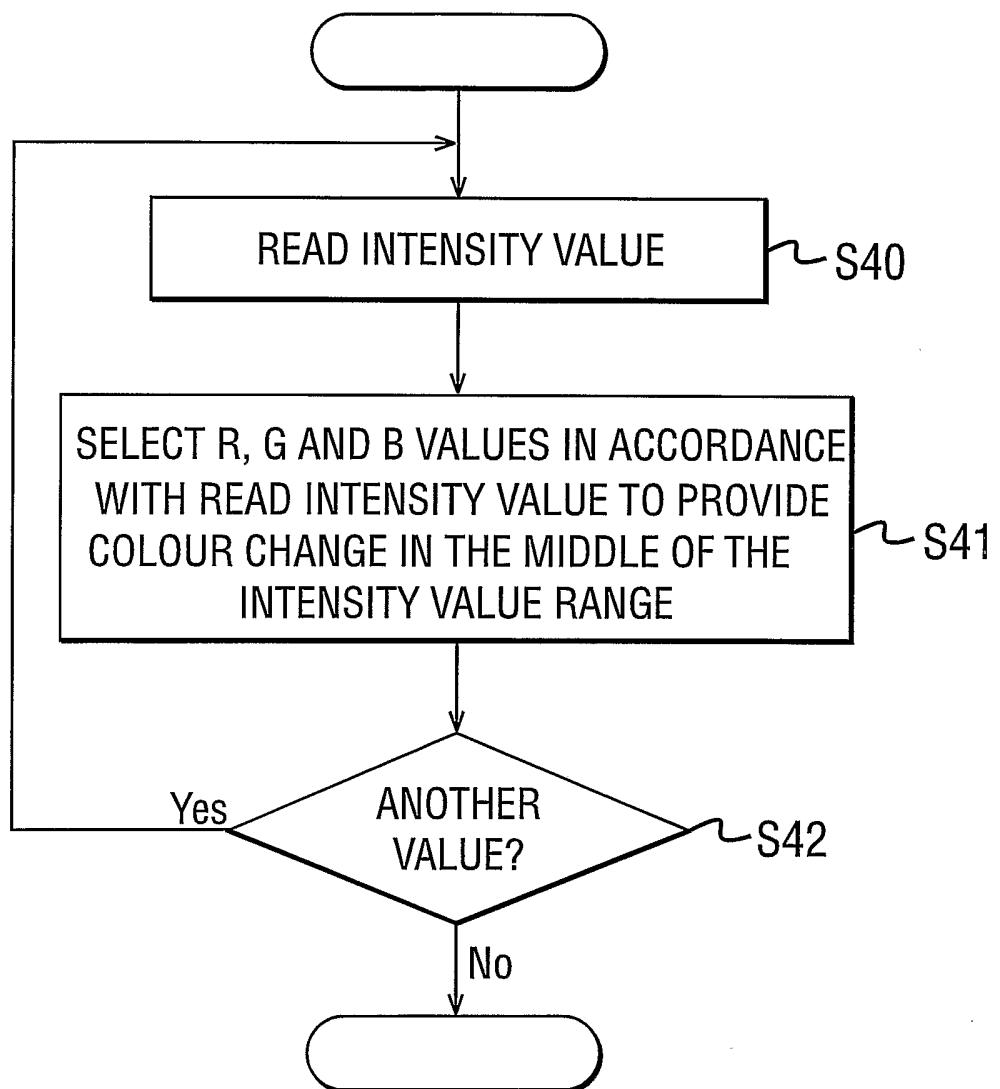 READ INTENSITY VALUE
S40
SELECT R, G AND B VALUES IN ACCORDANCE
WITH READ INTENSITY VALUE TO PROVIDE
COLOUR CHANGE IN THE MIDDLE OF THE
INTENSITY VALUE RANGE
S41
Yes
ANOTHER
VALUE?
S42
No